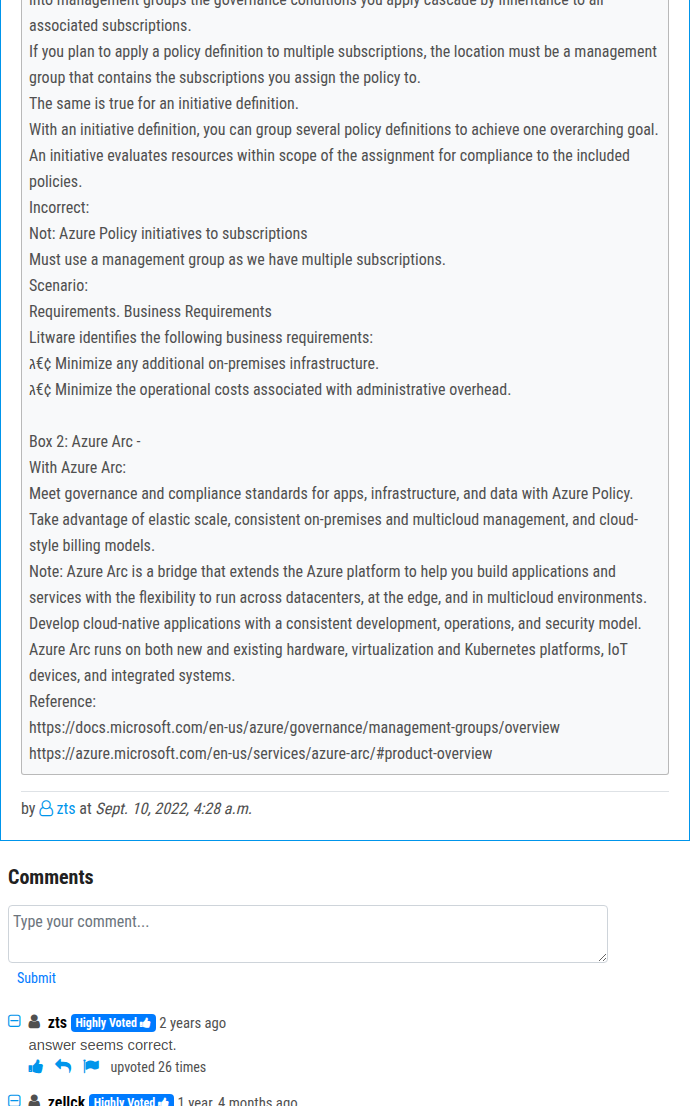 into management groups the governance conditions you apply cascade by inheritance to all
associated subscriptions.
If you plan to apply a policy definition to multiple subscriptions, the location must be a management
group that contains the subscriptions you assign the policy to.
The same is true for an initiative definition.
With an initiative definition, you can group several policy definitions to achieve one overarching goal.
An initiative evaluates resources within scope of the assignment for compliance to the included
policies.
Incorrect:
Not: Azure Policy initiatives to subscriptions
Must use a management group as we have multiple subscriptions.
Scenario:
Requirements. Business Requirements
Litware identifies the following business requirements:
ג€¢ Minimize any additional on-premises infrastructure.
ג€¢ Minimize the operational costs associated with administrative overhead.
Box 2: Azure Arc -
With Azure Arc:
Meet governance and compliance standards for apps, infrastructure, and data with Azure Policy.
Take advantage of elastic scale, consistent on-premises and multicloud management, and cloud-
style billing models.
Note: Azure Arc is a bridge that extends the Azure platform to help you build applications and
services with the flexibility to run across datacenters, at the edge, and in multicloud environments.
Develop cloud-native applications with a consistent development, operations, and security model.
Azure Arc runs on both new and existing hardware, virtualization and Kubernetes platforms, IoT
devices, and integrated systems.
Reference:
https://docs.microsoft.com/en-us/azure/governance/management-groups/overview
https://azure.microsoft.com/en-us/services/azure-arc/#product-overview
by zts at Sept. 10, 2022, 4:28 a.m.
Comments
Type your comment...
Submit
zts Highly Voted 2 years ago
answer seems correct.
upvoted 26 times
zellck Highly Voted 1 year, 4 months ago